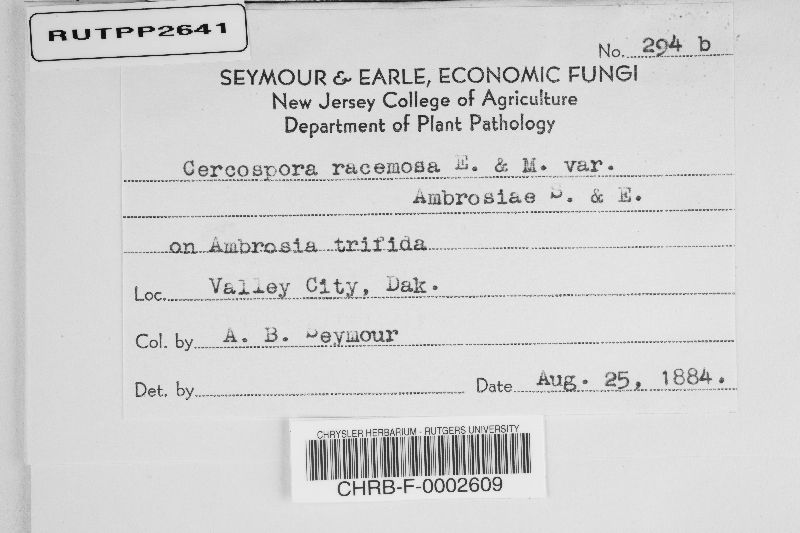 RUTPP2641
No. 294 b
SEYMOUR & EARLE, ECONOMIC FUNGI
New Jersey College of Agriculture
Department of Plant Pathology
Cercospora racemosa E. & M. var.
Ambrosiae S. & E.
on Ambrosia trifida
Loc. Valley City, Dak.
Col. by A. B. Seymour
Det. by
Date Aug. 25, 1884.
CHRYSLER HERBARIUM - RUTGERS UNIVERSITY
CHRB-F-0002609